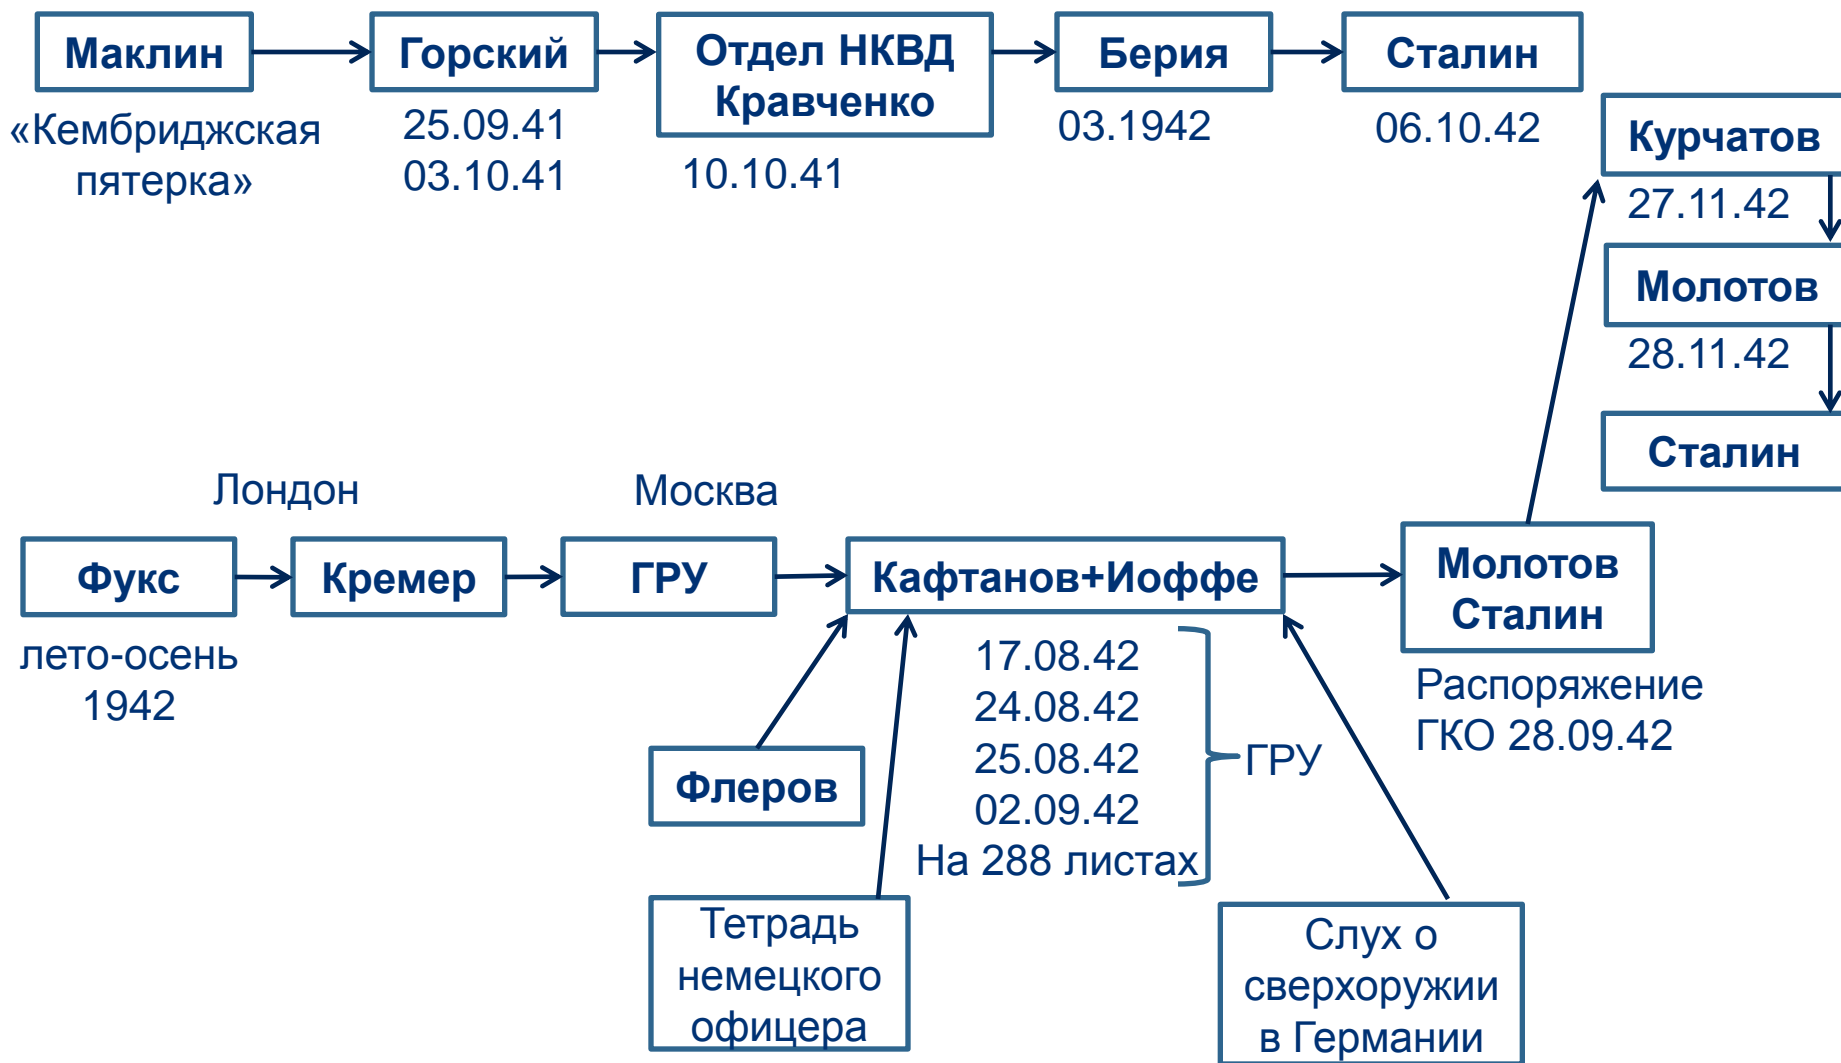 Маклин
Горский
Отдел НКВД
Кравченко
Берия
Сталин
«Кембриджская
пятерка»
25.09.41
03.10.41
10.10.41
03.1942
06.10.42
Курчатов
27.11.42
Молотов
28.11.42
Сталин
Лондон
Москва
Фукс
Кремер
ГРУ
Кафтанов+Иоффе
Молотов
Сталин
лето-осень
1942
17.08.42
24.08.42
25.08.42
02.09.42
На 288 листах
ГРУ
Распоряжение
ГКО 28.09.42
Флеров
Тетрадь
немецкого
офицера
Слух о
сверхоружии
в Германии